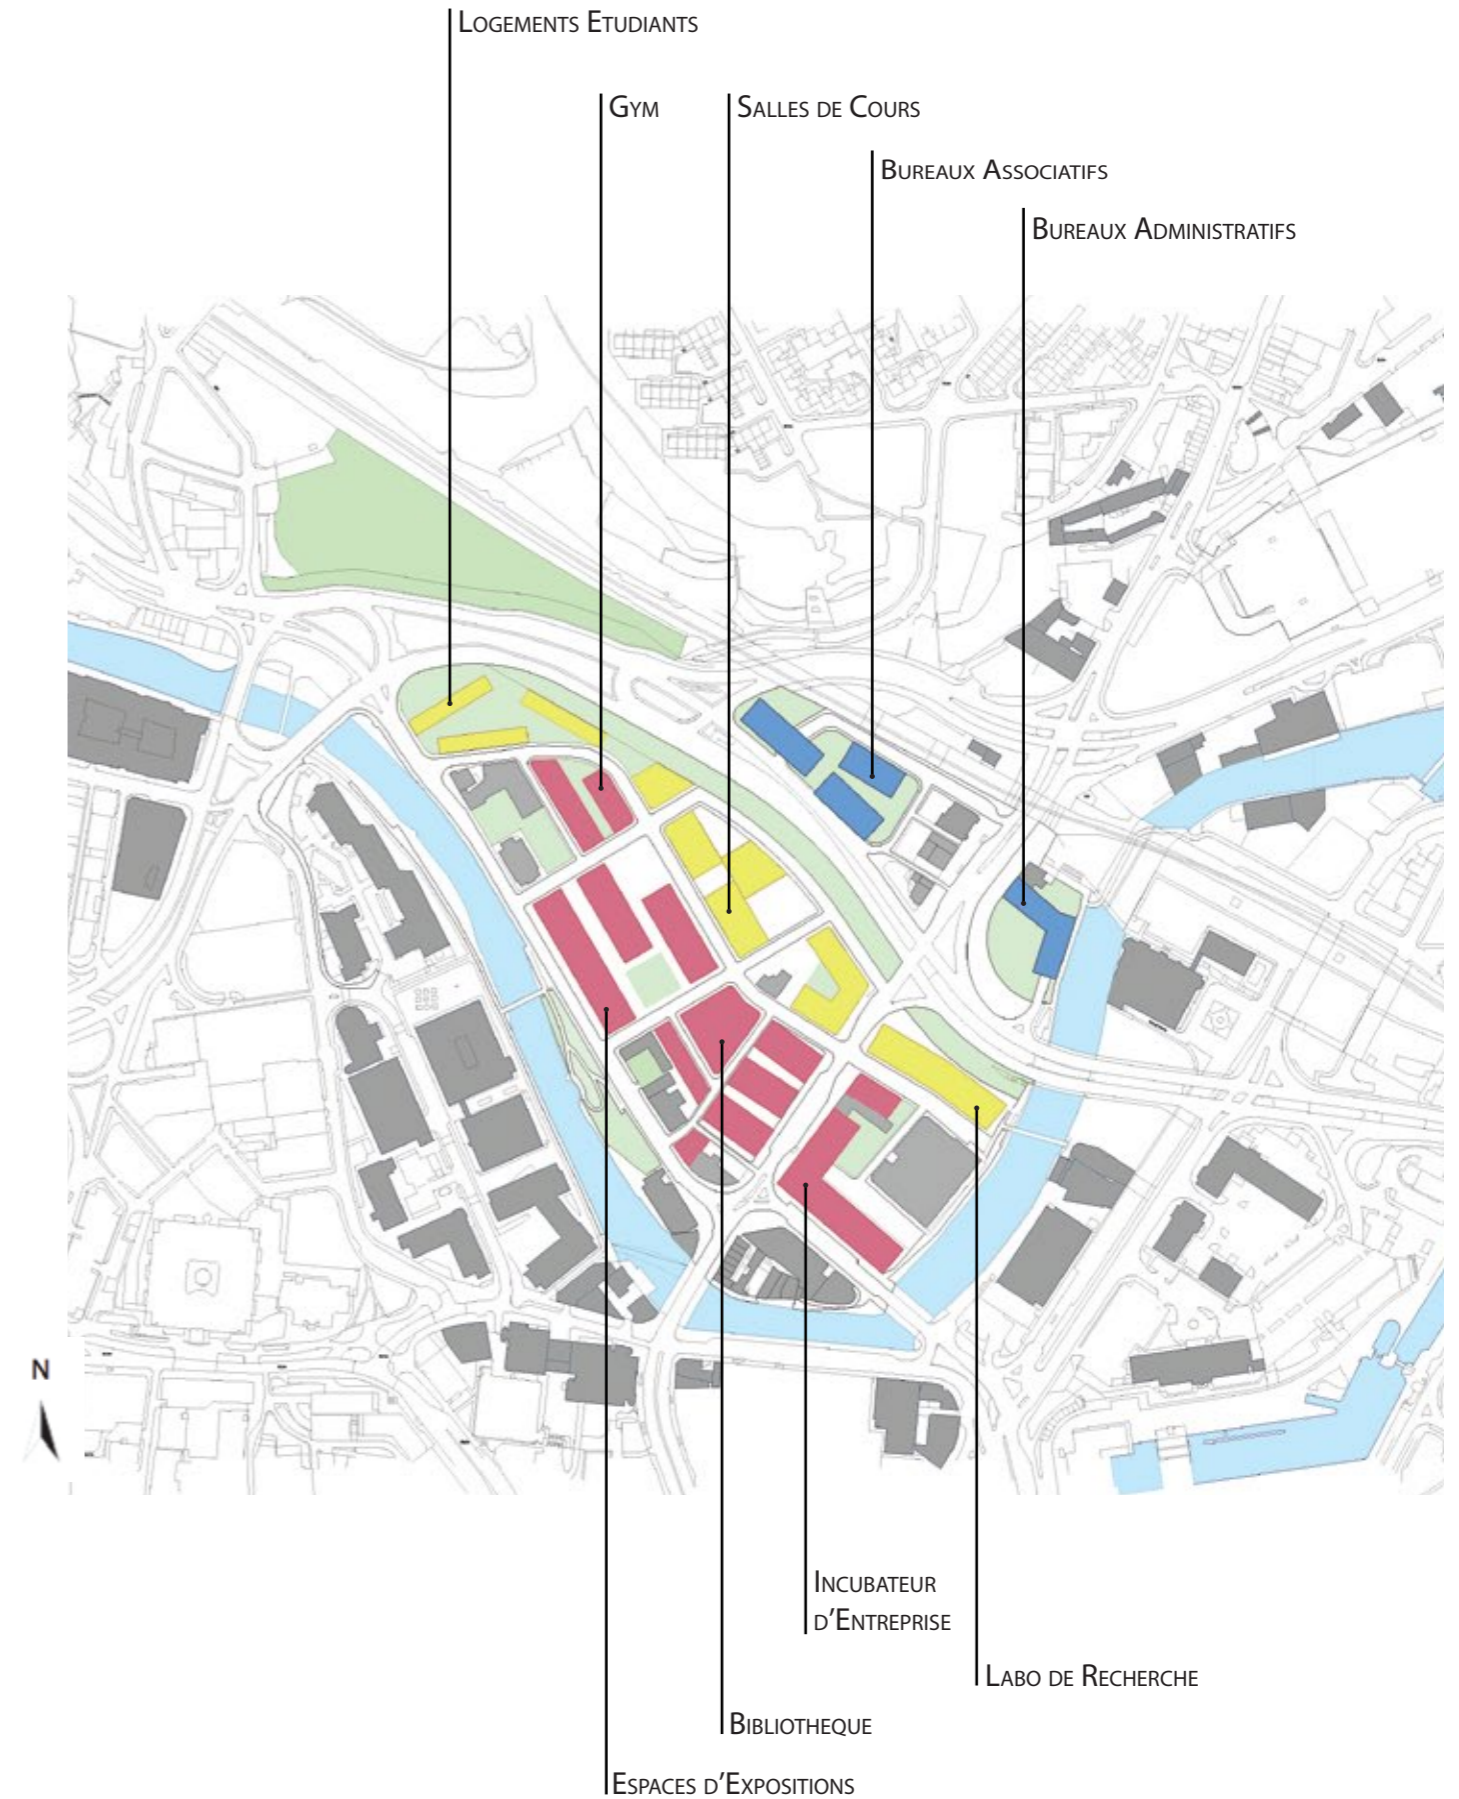 Logements Etudiants
Gym
Salles de Cours
Bureaux Associatifs
Bureaux Administratifs
N
Incubateur
d'Entreprise
Labo de Recherche
Bibliotheque
Espaces d'Expositions